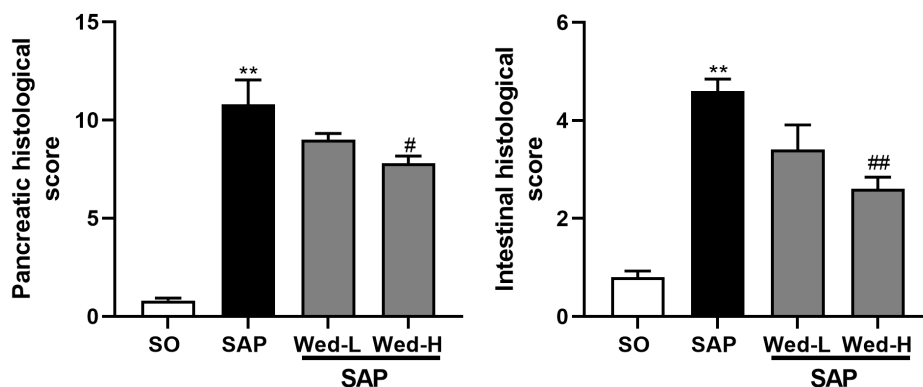 Pancreatic histological
score
15
10
5
0
**
#
SO SAP Wed-L Wed-H
SAP
Intestinal histological
score
6
4
2
0
**
##
SO SAP Wed-L Wed-H
SAP